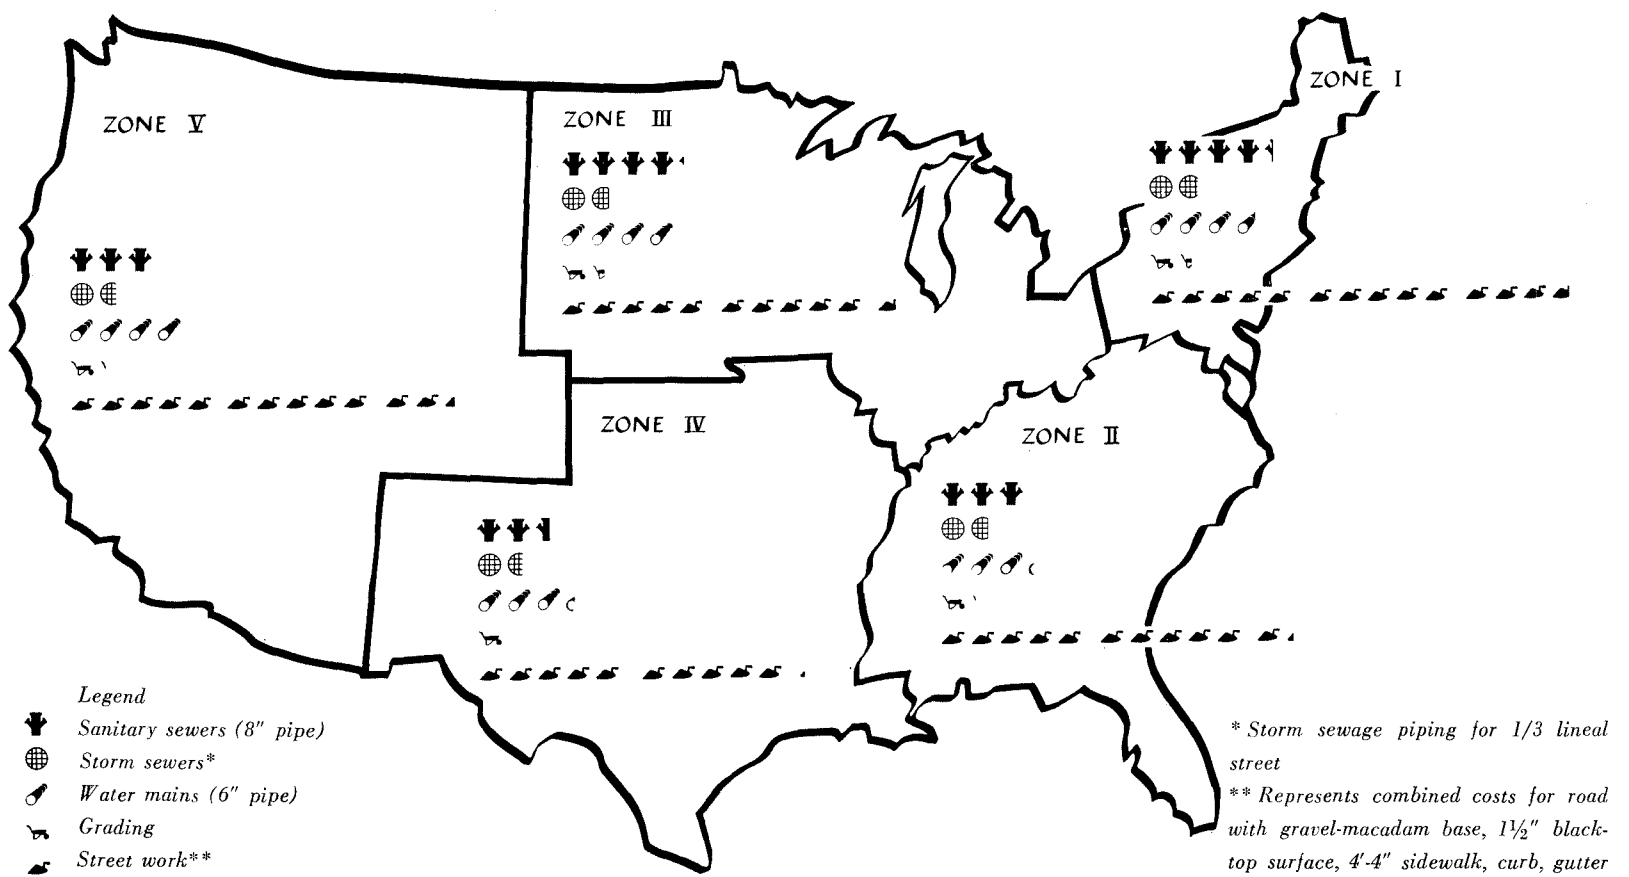 ZONE I
ZONE V
ZONE III
ZONE IV
ZONE II
Legend
Sanitary sewers (8" pipe)
Storm sewers*
Water mains (6" pipe)
Grading
Street work**
* Storm sewage piping for 1/3 lineal
street
** Represents combined costs for road
with gravel-macadam base, 1½" black-
top surface, 4'-4" sidewalk, curb, gutter